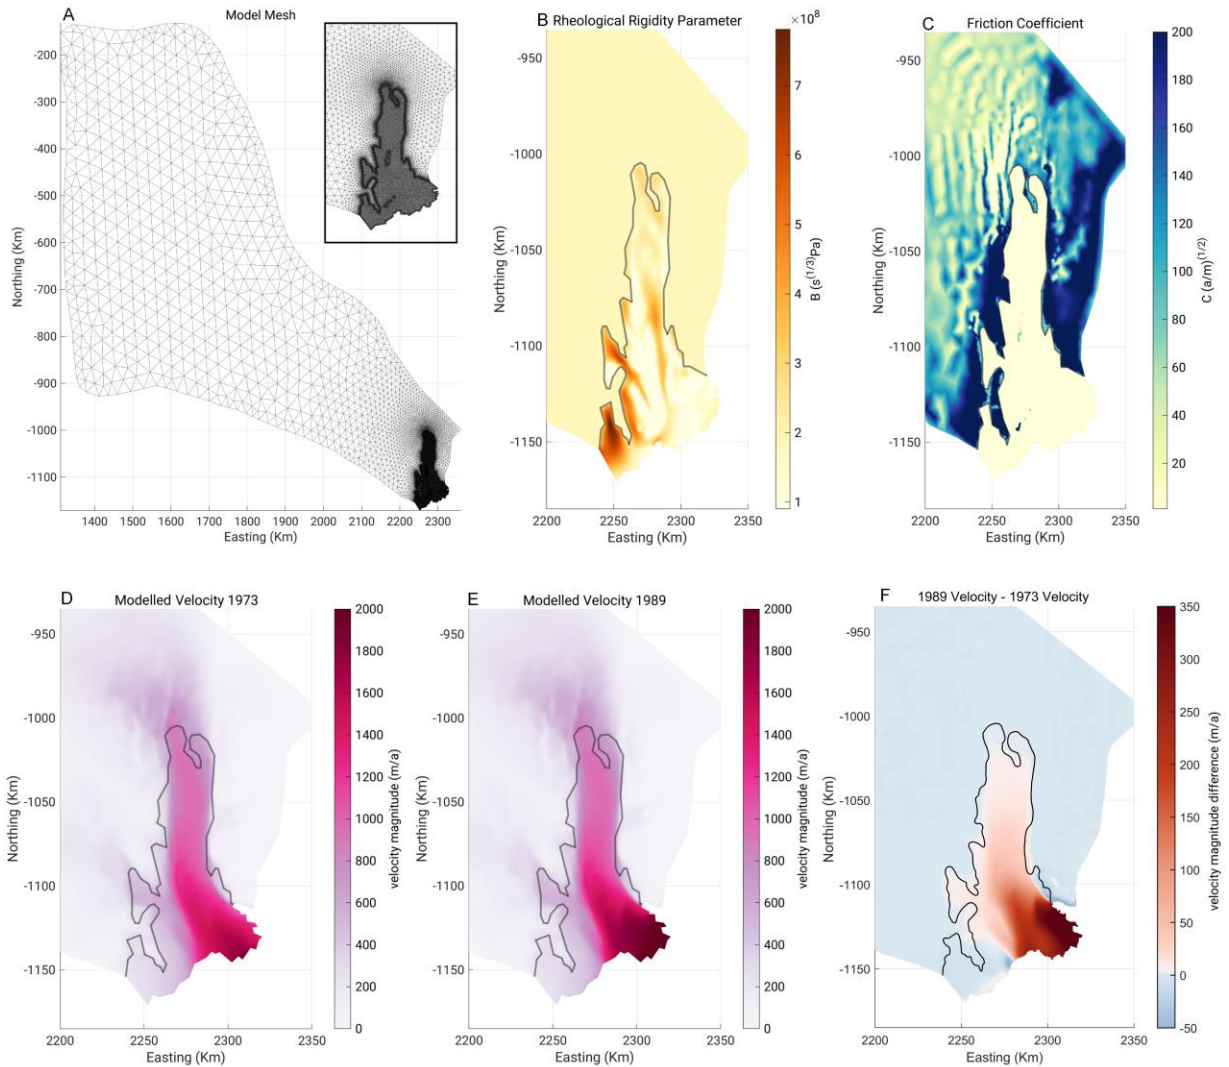 A
Model Mesh
-200
-300
-400
-500
-600
-700
-800
-900
-1000
-1100
Northing (Km)
1400 1500 1600 1700 1800 1900 2000 2100 2200 2300
Easting (Km)
B Rheological Rigidity Parameter
×10⁸
-950
-1000
-1050
-1100
-1150
Northing (Km)
2200 2250 2300 2350
Easting (Km)
7
6
5
4
3
2
1
B (s^(1/3)Pa)
C Friction Coefficient
-950
-1000
-1050
-1100
-1150
Northing (Km)
2200 2250 2300 2350
Easting (Km)
200
180
160
140
120
100
80
60
40
20
C (a/m)^(1/2)
D Modelled Velocity 1973
-950
-1000
-1050
-1100
-1150
Northing (Km)
2200 2250 2300 2350
Easting (Km)
2000
1800
1600
1400
1200
1000
800
600
400
200
0
velocity magnitude (m/a)
E Modelled Velocity 1989
-950
-1000
-1050
-1100
-1150
Northing (Km)
2200 2250 2300 2350
Easting (Km)
2000
1800
1600
1400
1200
1000
800
600
400
200
0
velocity magnitude (m/a)
F 1989 Velocity - 1973 Velocity
-950
-1000
-1050
-1100
-1150
Northing (Km)
2200 2250 2300 2350
Easting (Km)
350
300
250
200
150
100
50
0
-50
velocity magnitude difference (m/a)